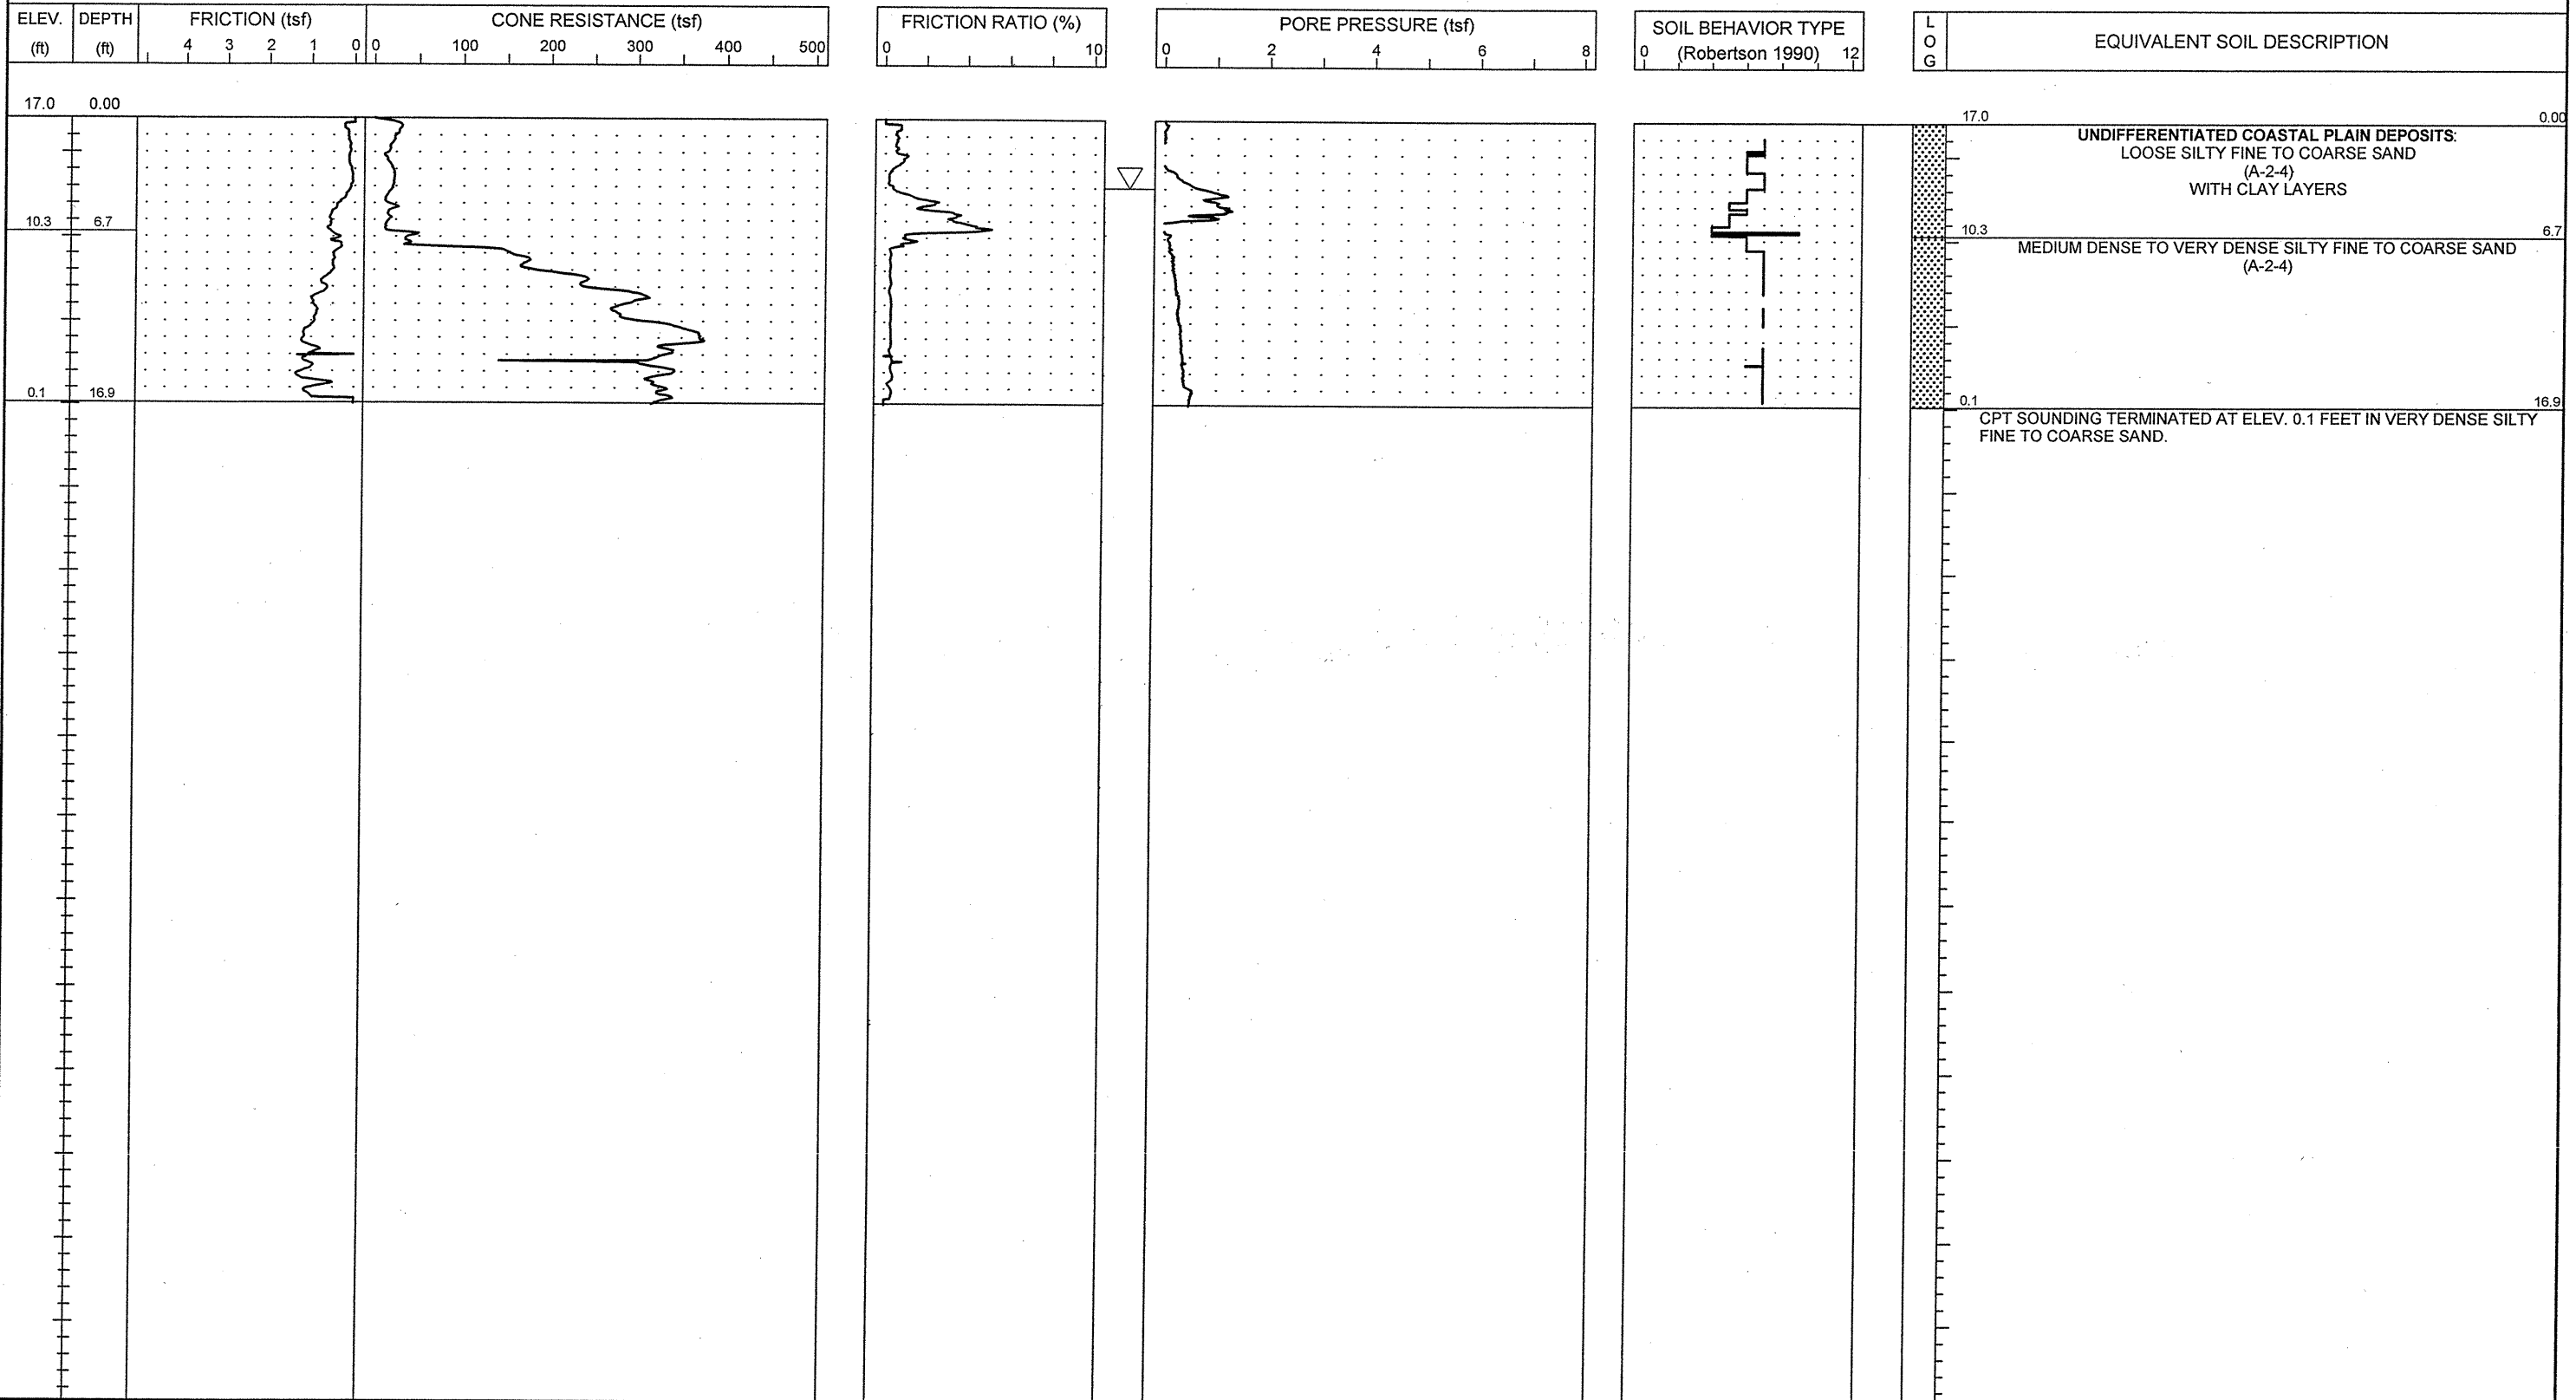 ELEV. DEPTH FRICTION (tsf) CONE RESISTANCE (tsf) FRICTION RATIO (%) PORE PRESSURE (tsf) SOIL BEHAVIOR TYPE L
(ft) (ft) 4 3 2 1 0 0 100 200 300 400 500 0 10 0 2 4 6 8 0 (Robertson 1990) 12 O EQUIVALENT SOIL DESCRIPTION
G
17.0 0.00
17.0 0.00
UNDIFFERENTIATED COASTAL PLAIN DEPOSITS:
LOOSE SILTY FINE TO COARSE SAND
(A-2-4)
WITH CLAY LAYERS
10.3 6.7
10.3 6.7
MEDIUM DENSE TO VERY DENSE SILTY FINE TO COARSE SAND
(A-2-4)
0.1 16.9
0.1 16.9
CPT SOUNDING TERMINATED AT ELEV. 0.1 FEET IN VERY DENSE SILTY
FINE TO COARSE SAND.